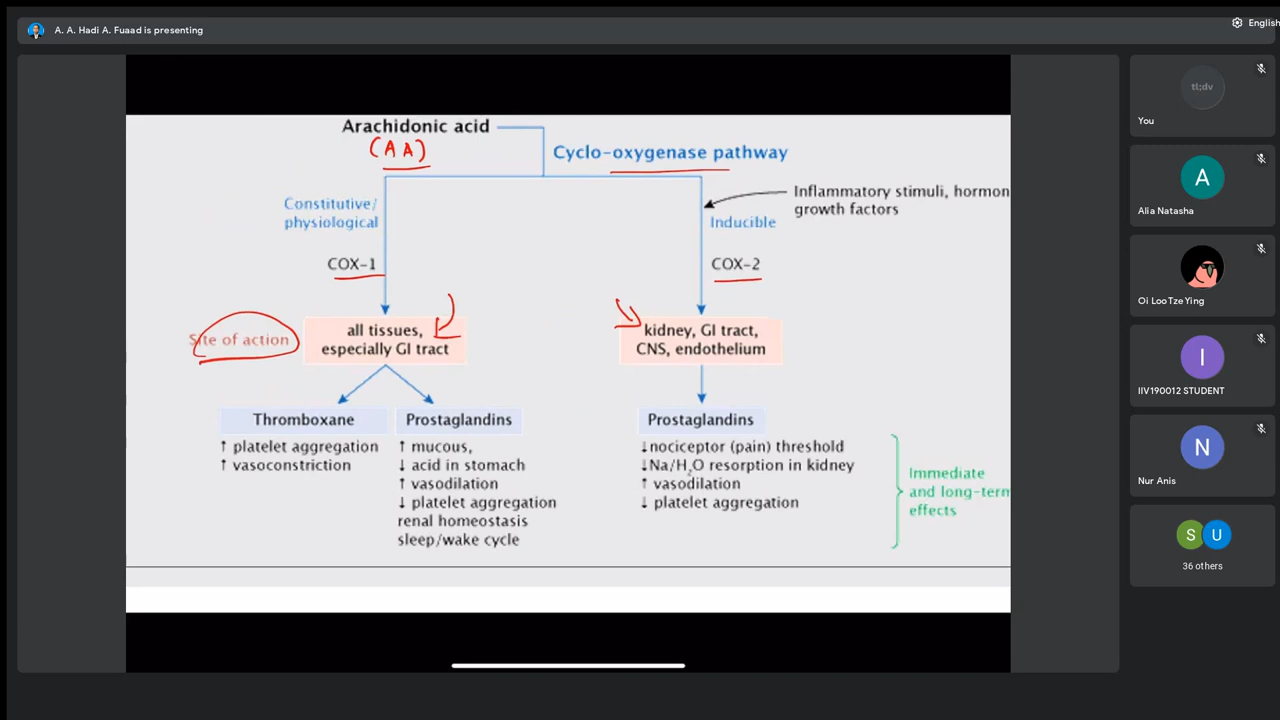 A. A. Hadi A. Fuaad is presenting
English
Arachidonic acid
(AA)
Cyclo-oxygenase pathway
Constitutive/
physiological
Inflammatory stimuli, hormon
growth factors
Inducible
COX-1
COX-2
Site of action
all tissues,
especially GI tract
kidney, GI tract,
CNS, endothelium
Thromboxane
↑ platelet aggregation
↑ vasoconstriction
Prostaglandins
↑ mucous,
↓ acid in stomach
↑ vasodilation
↓ platelet aggregation
renal homeostasis
sleep/wake cycle
Prostaglandins
↓nociceptor (pain) threshold
↓Na/H₂O resorption in kidney
↑ vasodilation
↓ platelet aggregation
Immediate
and long-term
effects
tl;dv
You
A
Alia Natasha
Oi Loo Tze Ying
I
IIV190012 STUDENT
N
Nur Anis
S U
36 others